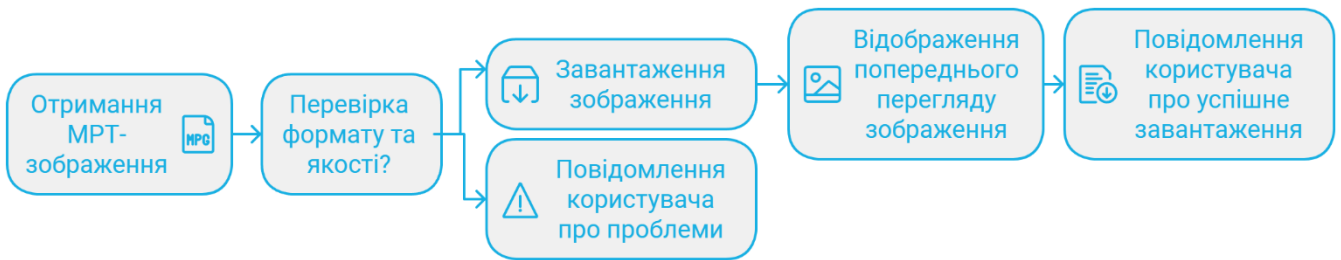 Отримання
МРТ-
зображення
MPG
Перевірка
формату та
якості?
Завантаження
зображення
Повідомлення
користувача
про проблеми
Відображення
попереднього
перегляду
зображення
Повідомлення
користувача
про успішне
завантаження